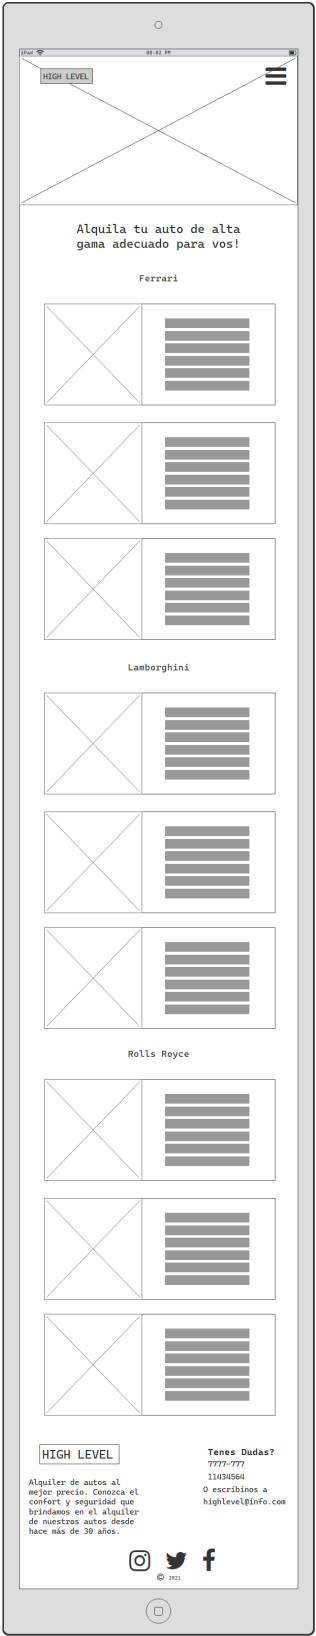 iPad 08:02 PM
HIGH LEVEL
Alquila tu auto de alta
gama adecuado para vos!
Ferrari
Lamborghini
Rolls Royce
HIGH LEVEL
Alquiler de autos al
mejor precio. Conozca el
confort y seguridad que
brindamos en el alquiler
de nuestros autos desde
hace más de 30 años.
Tenes Dudas?
7777-777
11434564
O escribinos a
highlevel@info.com
© 2021